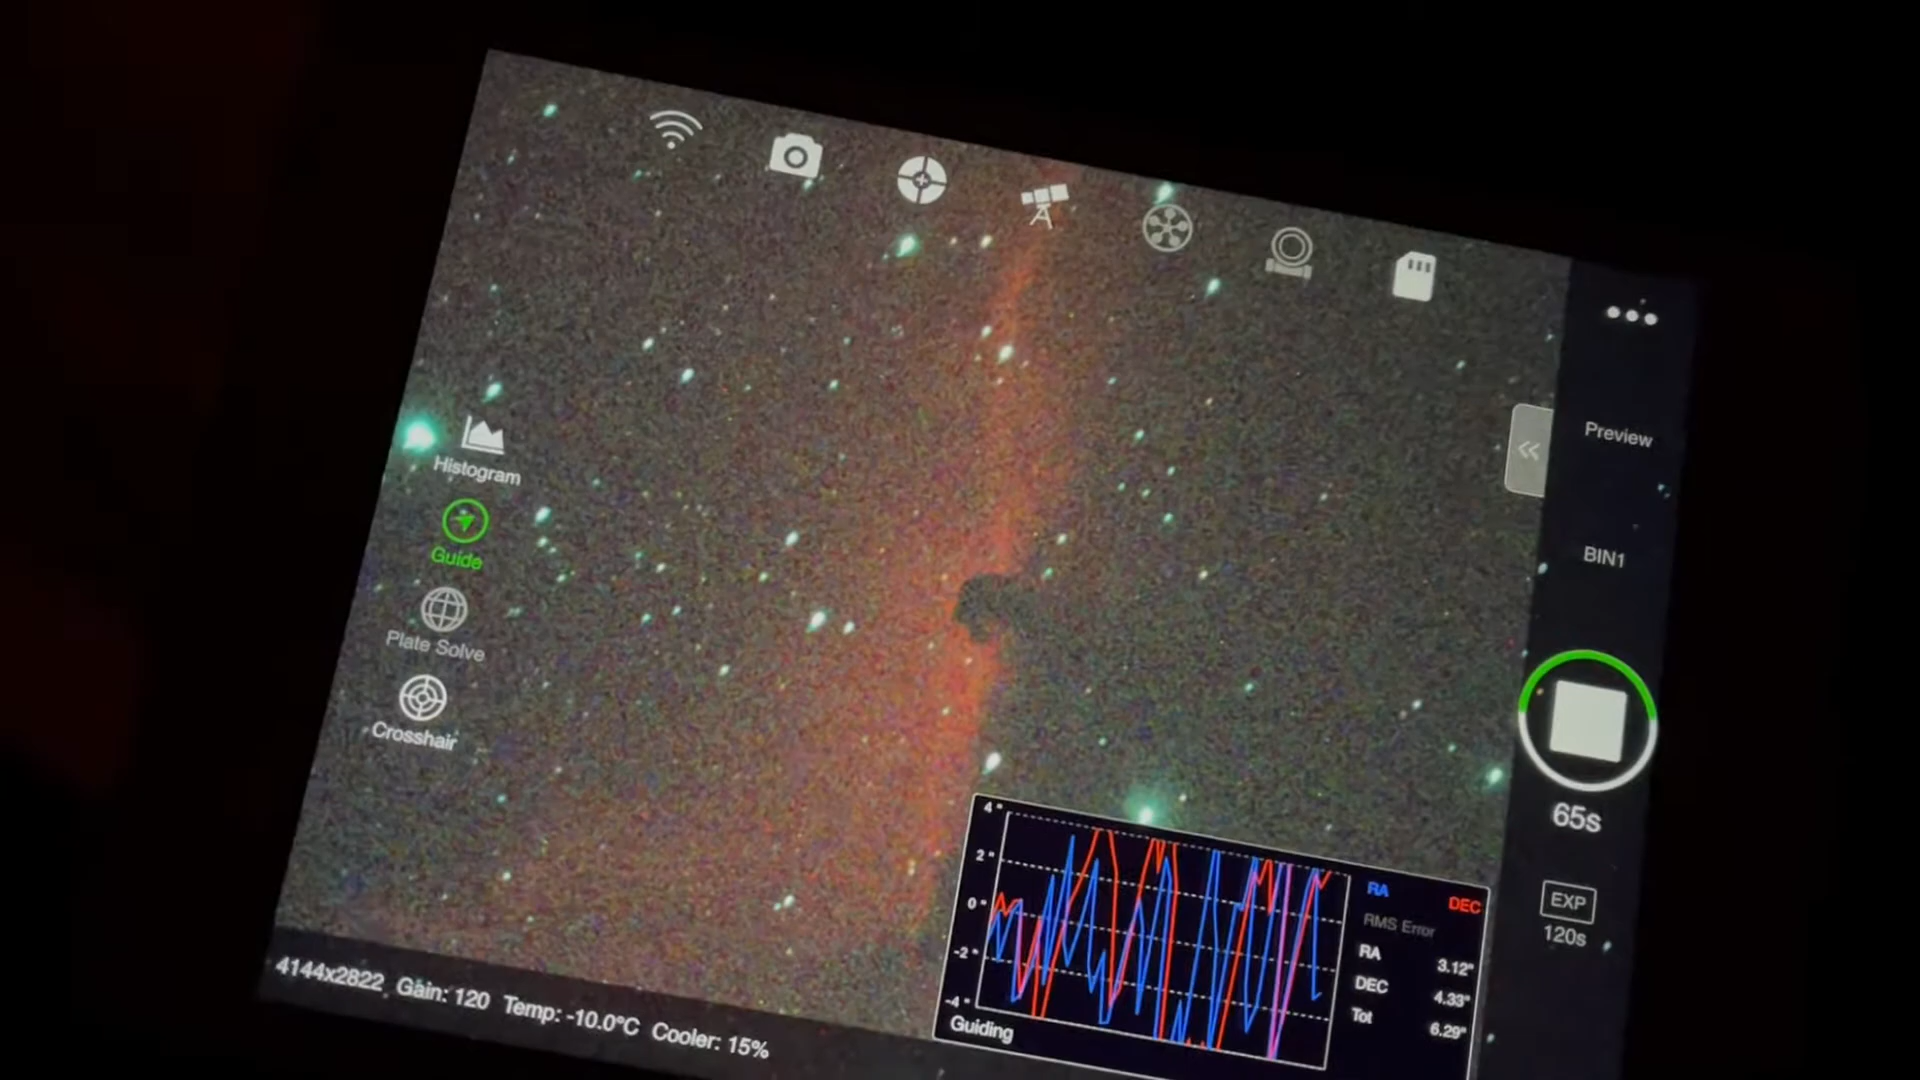 Preview
Histogram
Guide
BIN1
Plate Solve
Crosshair
65s
EXP
120s
4"
2"
0"
-2"
-4"
RA DEC
RMS Error
RA 3.12"
DEC 4.33"
Tot 6.29"
Guiding
4144x2822 Gain: 120 Temp: -10.0°C Cooler: 15%